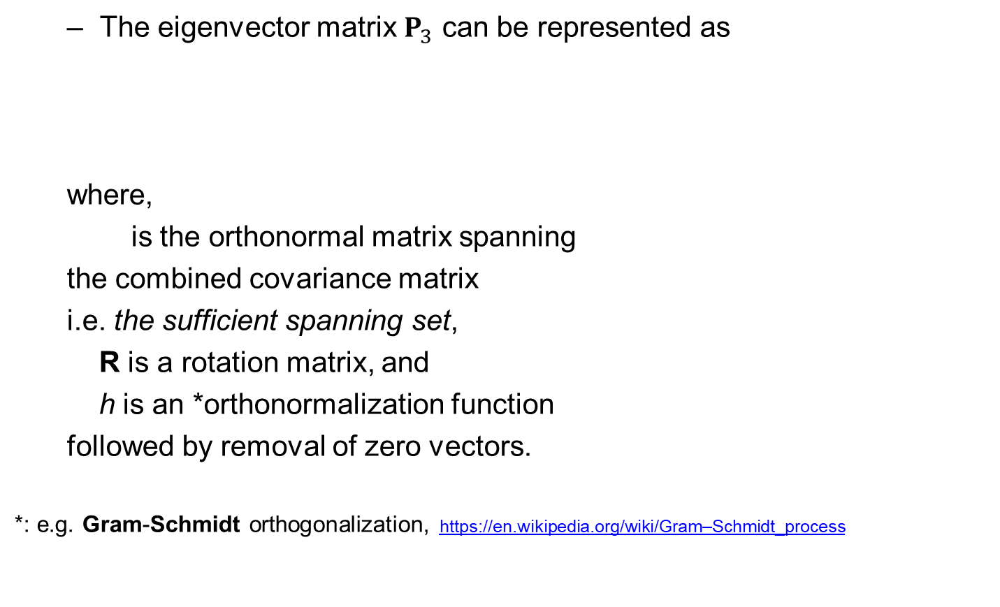 – The eigenvector matrix P₃ can be represented as
where,
is the orthonormal matrix spanning
the combined covariance matrix
i.e. the sufficient spanning set,
R is a rotation matrix, and
h is an *orthonormalization function
followed by removal of zero vectors.
*: e.g. Gram-Schmidt orthogonalization, https://en.wikipedia.org/wiki/Gram–Schmidt_process